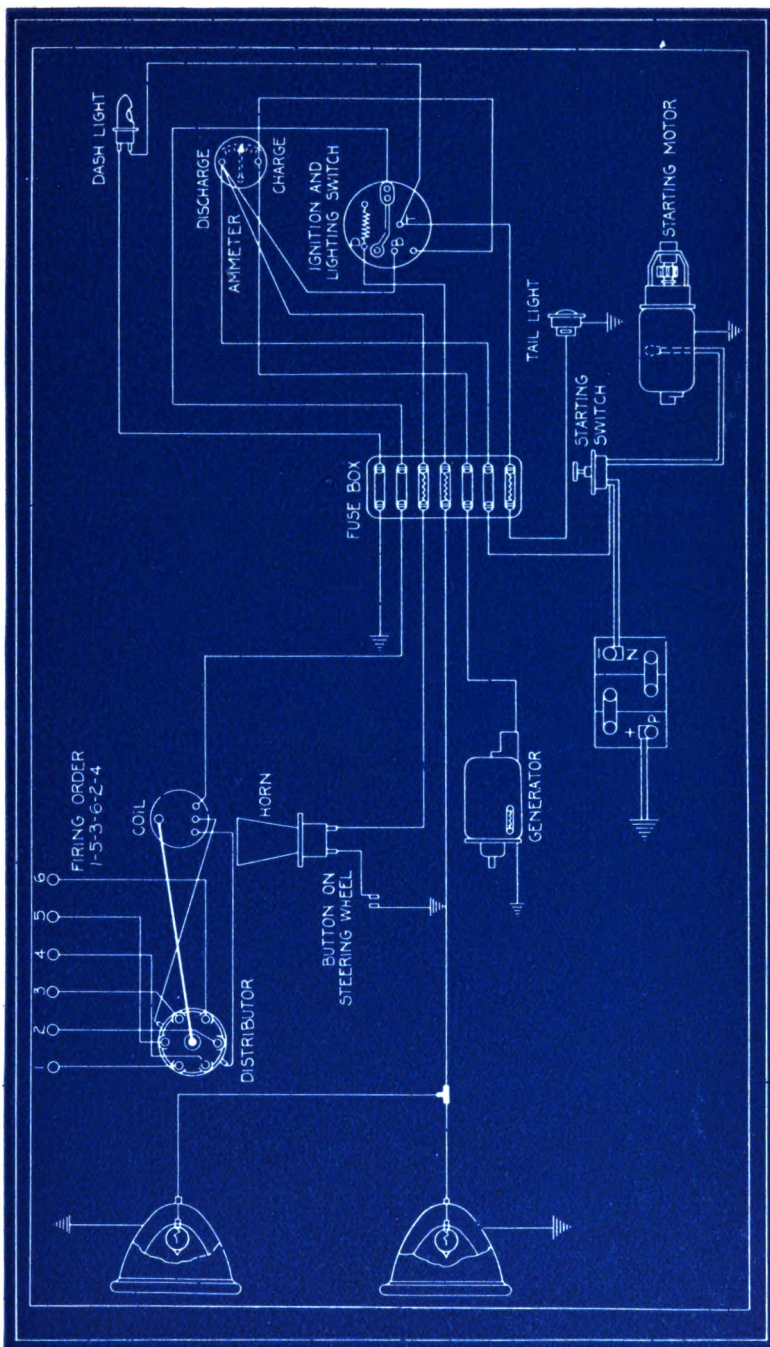 1 2 3 4 5 6
FIRING ORDER
1-5-3-6-2-4
COIL
DISTRIBUTOR
HORN
BUTTON ON
STEERING WHEEL
GENERATOR
+ P
- N
FUSE BOX
DASH LIGHT
DISCHARGE
AMMETER
CHARGE
IGNITION AND
LIGHTING SWITCH
D
B
T
TAIL LIGHT
STARTING
SWITCH
STARTING MOTOR